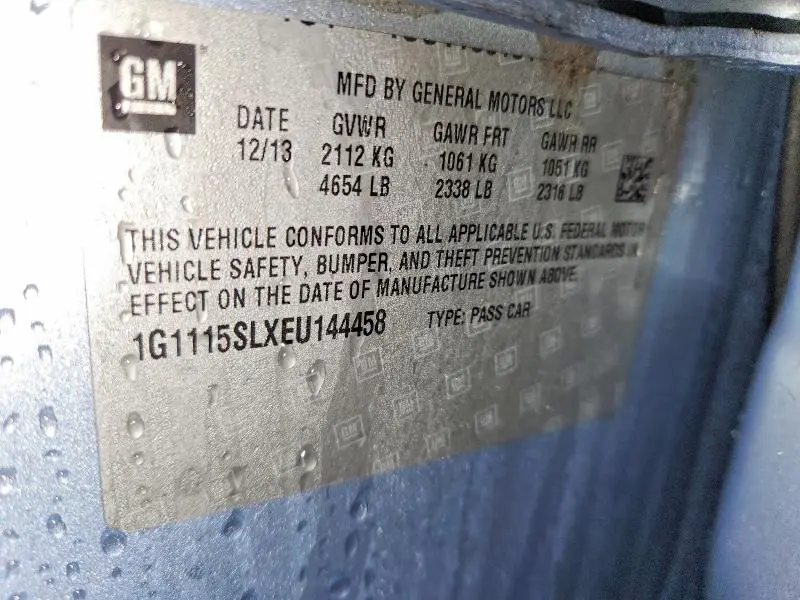 GM
MFD BY GENERAL MOTORS LLC
DATE GVWR GAWR FRT GAWR RR
12/13 2112 KG 1061 KG 1051 KG
4654 LB 2338 LB 2316 LB
THIS VEHICLE CONFORMS TO ALL APPLICABLE U.S. FEDERAL MOTOR
VEHICLE SAFETY, BUMPER, AND THEFT PREVENTION STANDARDS IN
EFFECT ON THE DATE OF MANUFACTURE SHOWN ABOVE.
1G1115SLXEU144458 TYPE: PASS CAR